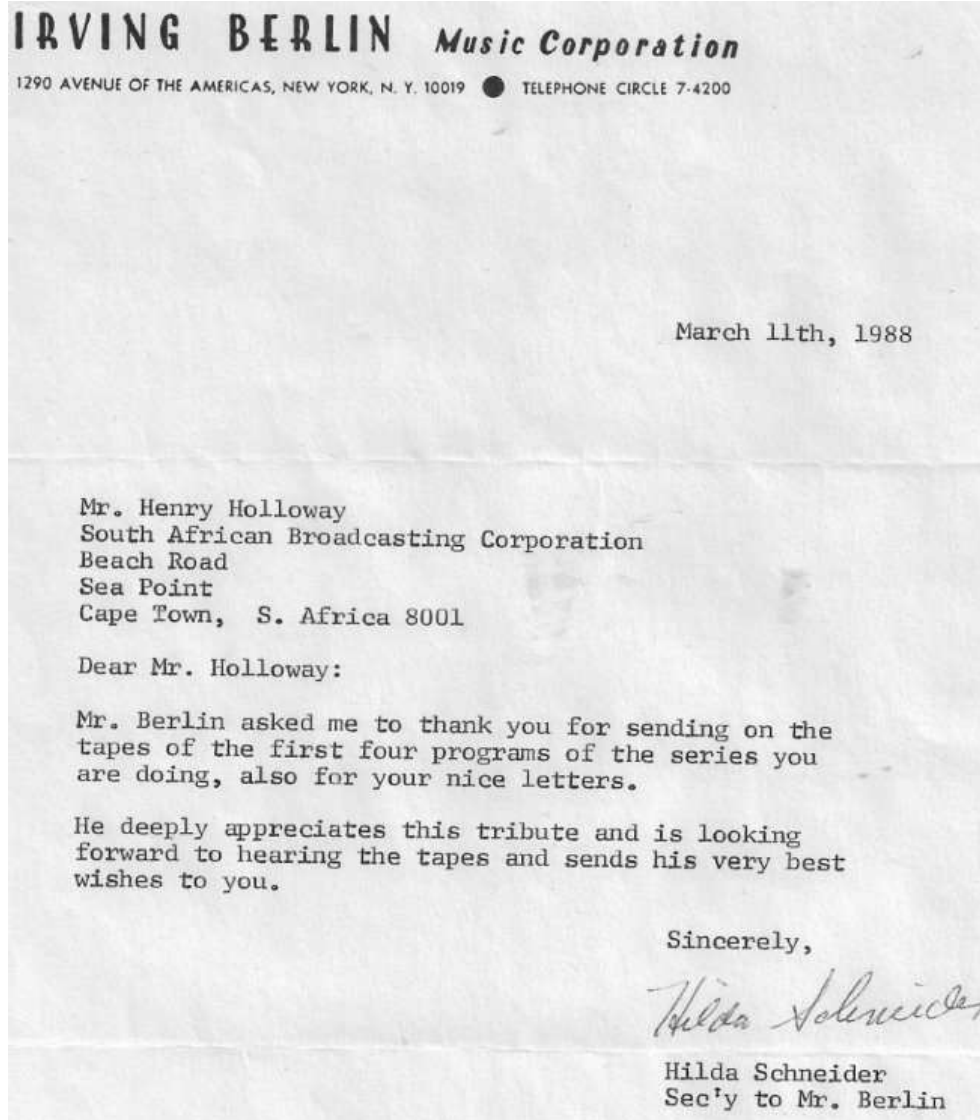 IRVING BERLIN Music Corporation
1290 AVENUE OF THE AMERICAS, NEW YORK, N. Y. 10019 ● TELEPHONE CIRCLE 7-4200
March 11th, 1988
Mr. Henry Holloway
South African Broadcasting Corporation
Beach Road
Sea Point
Cape Town, S. Africa 8001
Dear Mr. Holloway:
Mr. Berlin asked me to thank you for sending on the
tapes of the first four programs of the series you
are doing, also for your nice letters.
He deeply appreciates this tribute and is looking
forward to hearing the tapes and sends his very best
wishes to you.
Sincerely,
Hilda Schneider
Hilda Schneider
Sec'y to Mr. Berlin